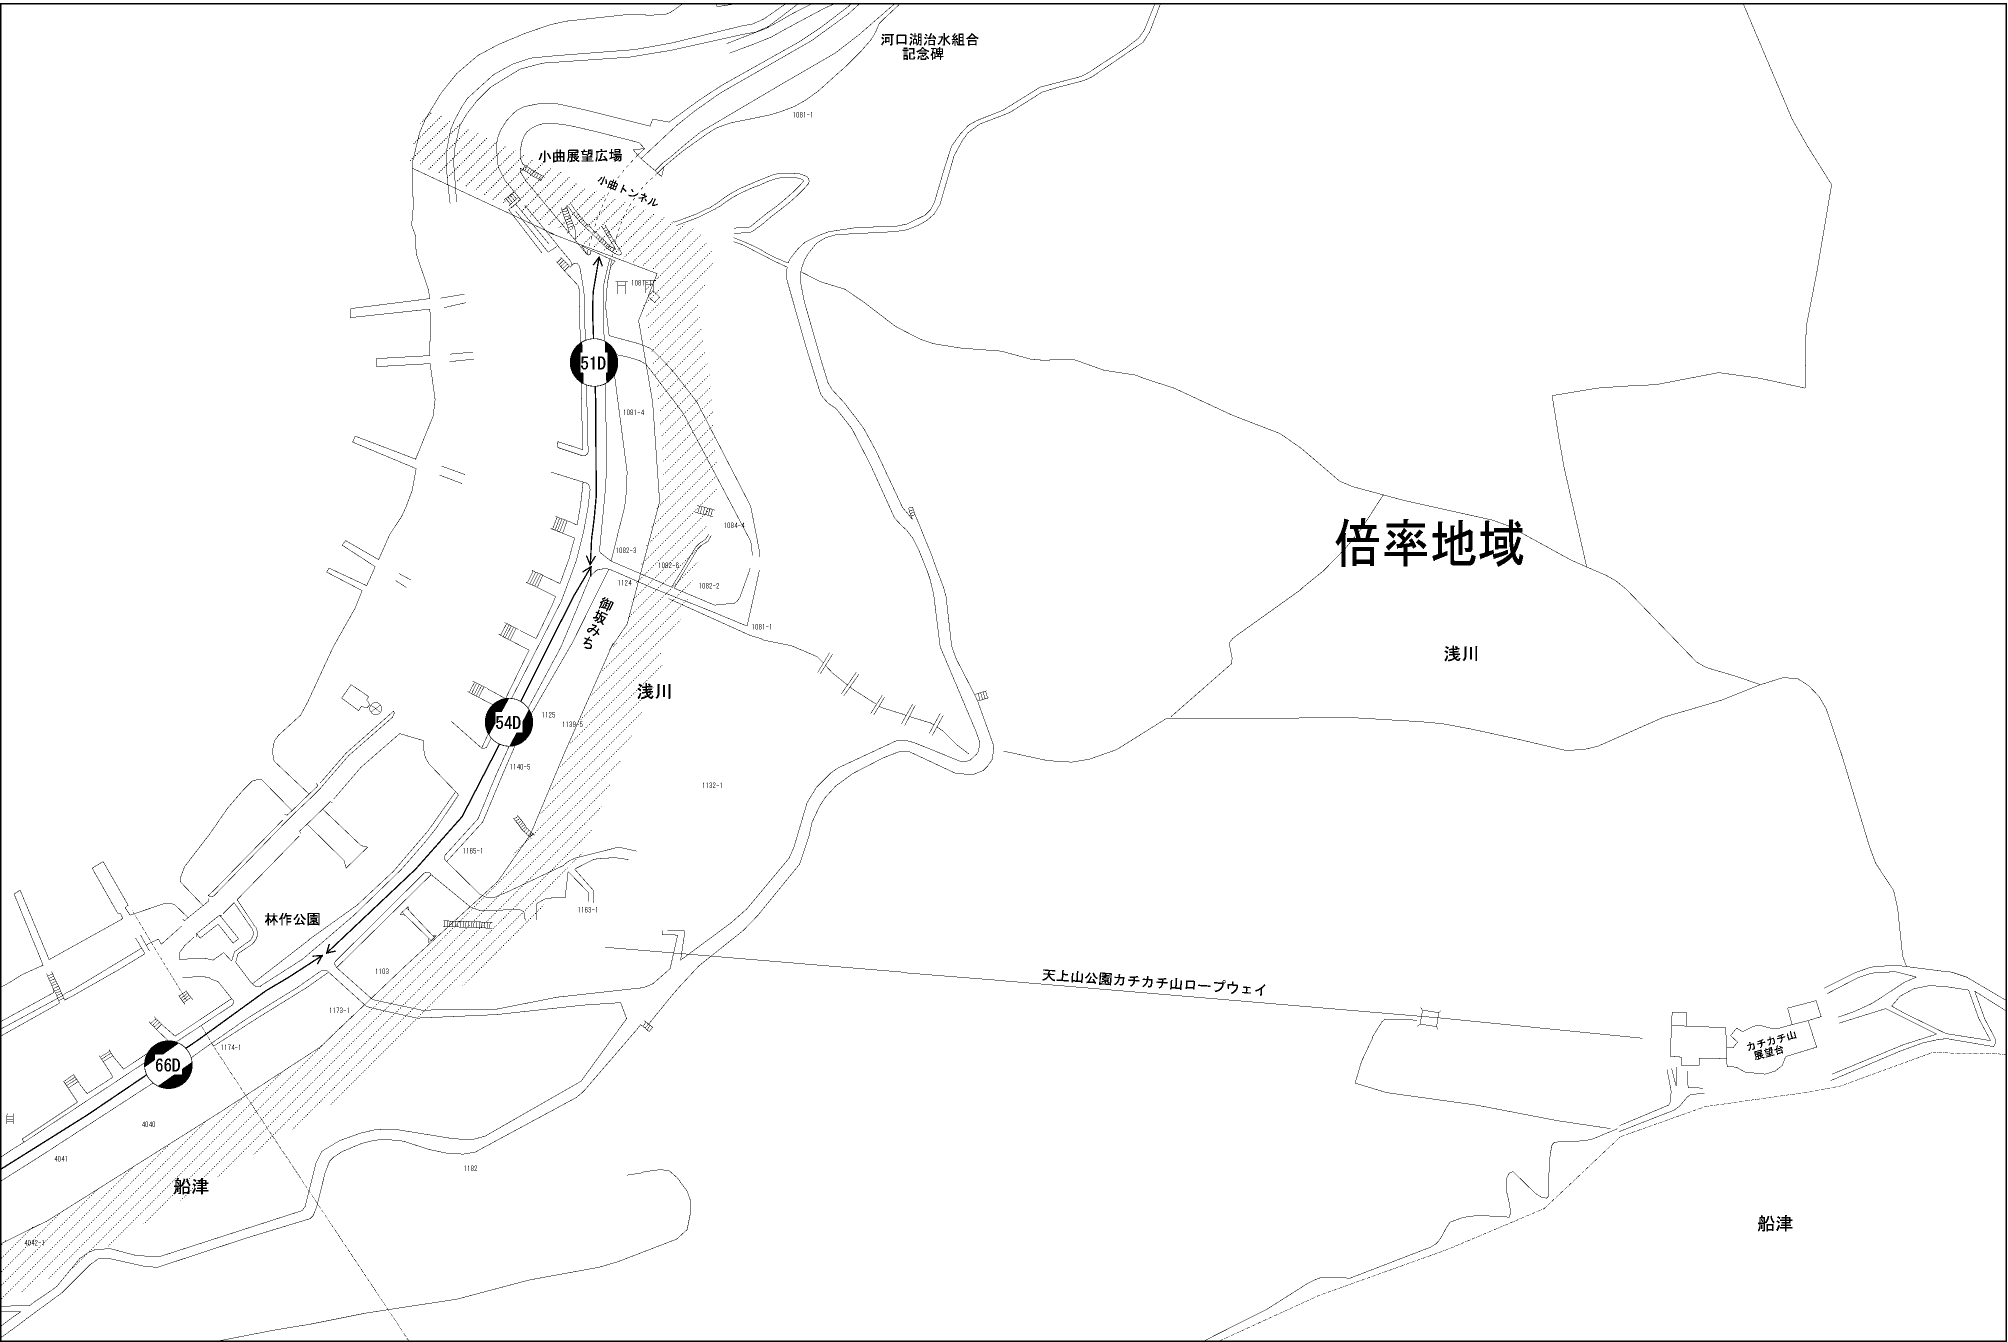 河口湖治水組合
記念碑
1081-1
小曲展望広場
小曲トンネル
51D
1081-4
1084-4
倍率地域
1082-3
1082-6
1082-2
1124
御坂みち
1081-1
浅川
浅川
54D
1125
1139-5
1140-5
1132-1
1165-1
林作公園
1163-1
1103
天上山公園カチカチ山ロープウェイ
1173-1
カチカチ山
展望台
1174-1
66D
4040
4041
1182
船津
船津
4042-1